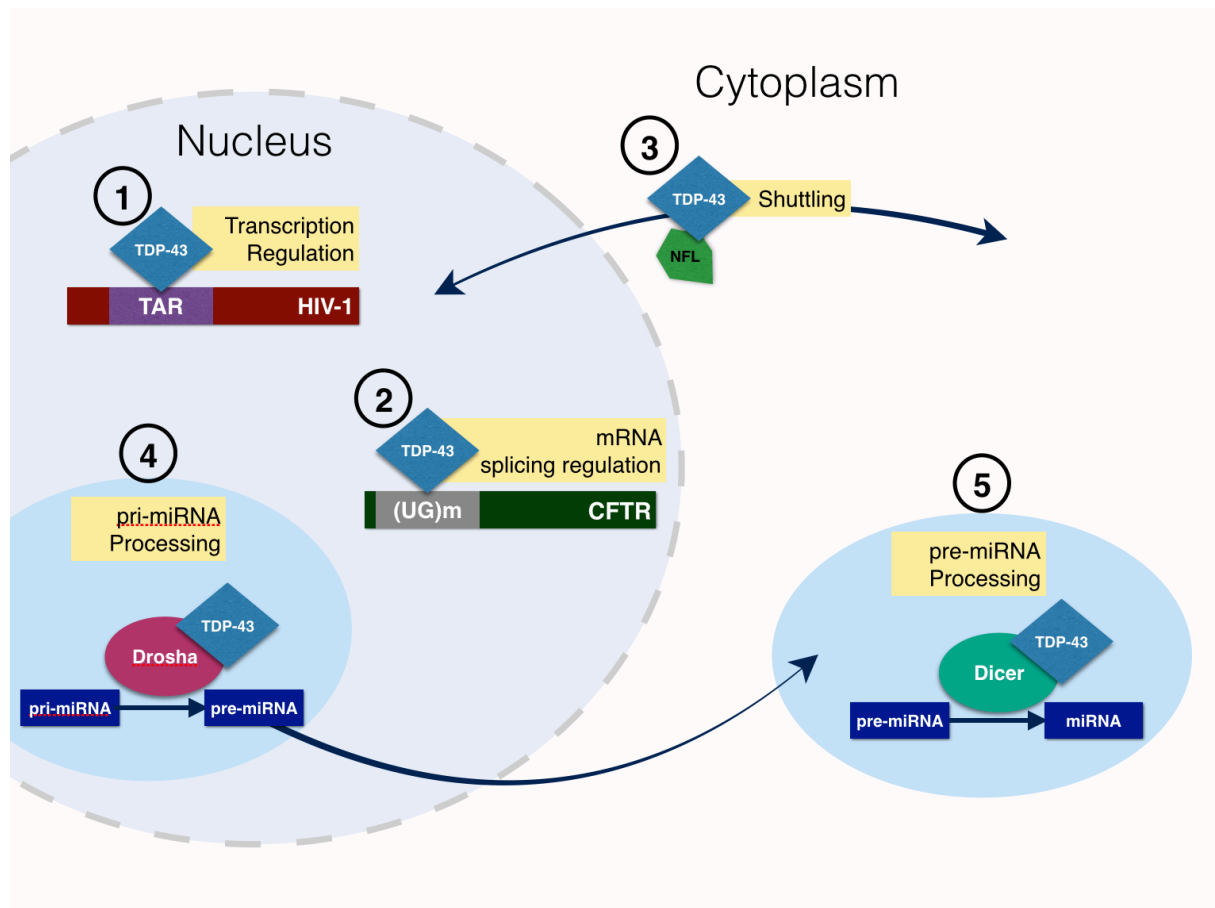 Cytoplasm
Nucleus
1
TDP-43
Transcription
Regulation
TAR
HIV-1
3
TDP-43
Shuttling
NFL
2
TDP-43
mRNA
splicing regulation
(UG)m
CFTR
4
pri-miRNA
Processing
TDP-43
Drosha
pri-miRNA
pre-miRNA
5
pre-miRNA
Processing
TDP-43
Dicer
pre-miRNA
miRNA